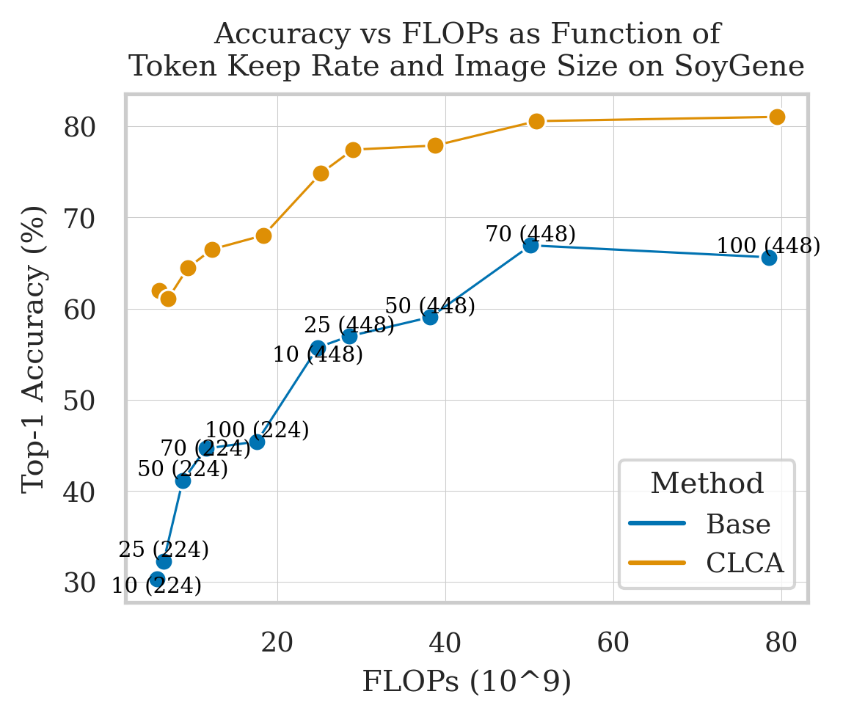 Accuracy vs FLOPs as Function of
Token Keep Rate and Image Size on SoyGene
Top-1 Accuracy (%)
80
70
60
50
40
30
70 (448)
100 (448)
50 (448)
25 (448)
10 (448)
100 (224)
70 (224)
50 (224)
25 (224)
10 (224)
Method
Base
CLCA
20
40
60
80
FLOPs (10^9)